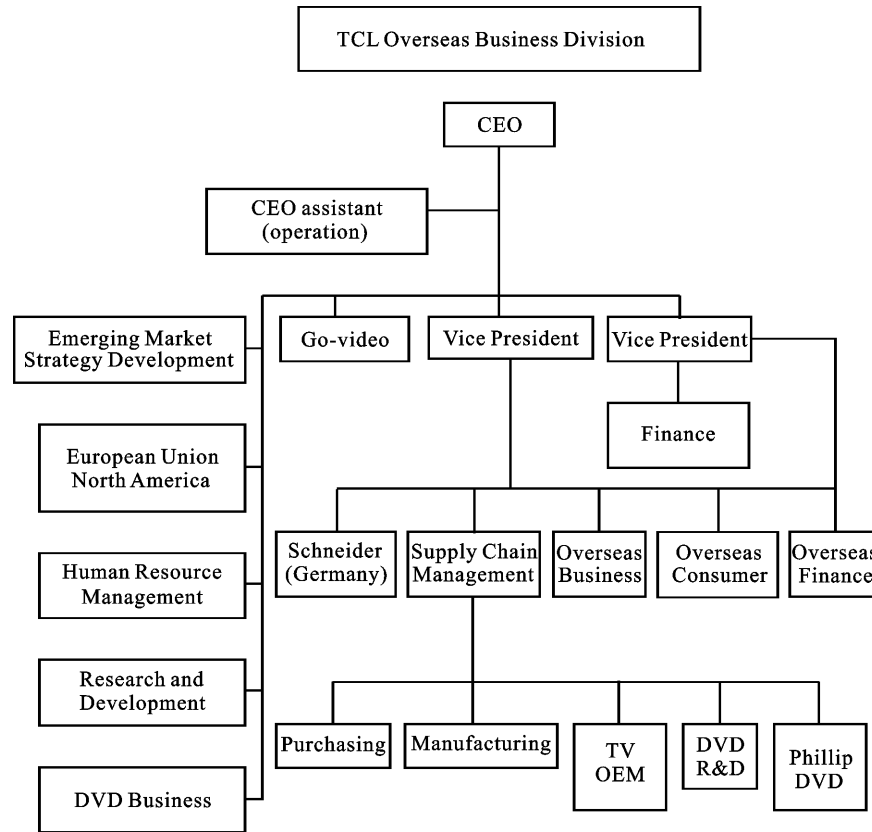 TCL Overseas Business Division
CEO
CEO assistant
(operation)
Emerging Market
Strategy Development
Go-video
Vice President
Vice President
Finance
European Union
North America
Schneider
(Germany)
Supply Chain
Management
Overseas
Business
Overseas
Consumer
Overseas
Finance
Human Resource
Management
Research and
Development
Purchasing
Manufacturing
TV
OEM
DVD
R&D
Phillip
DVD
DVD Business